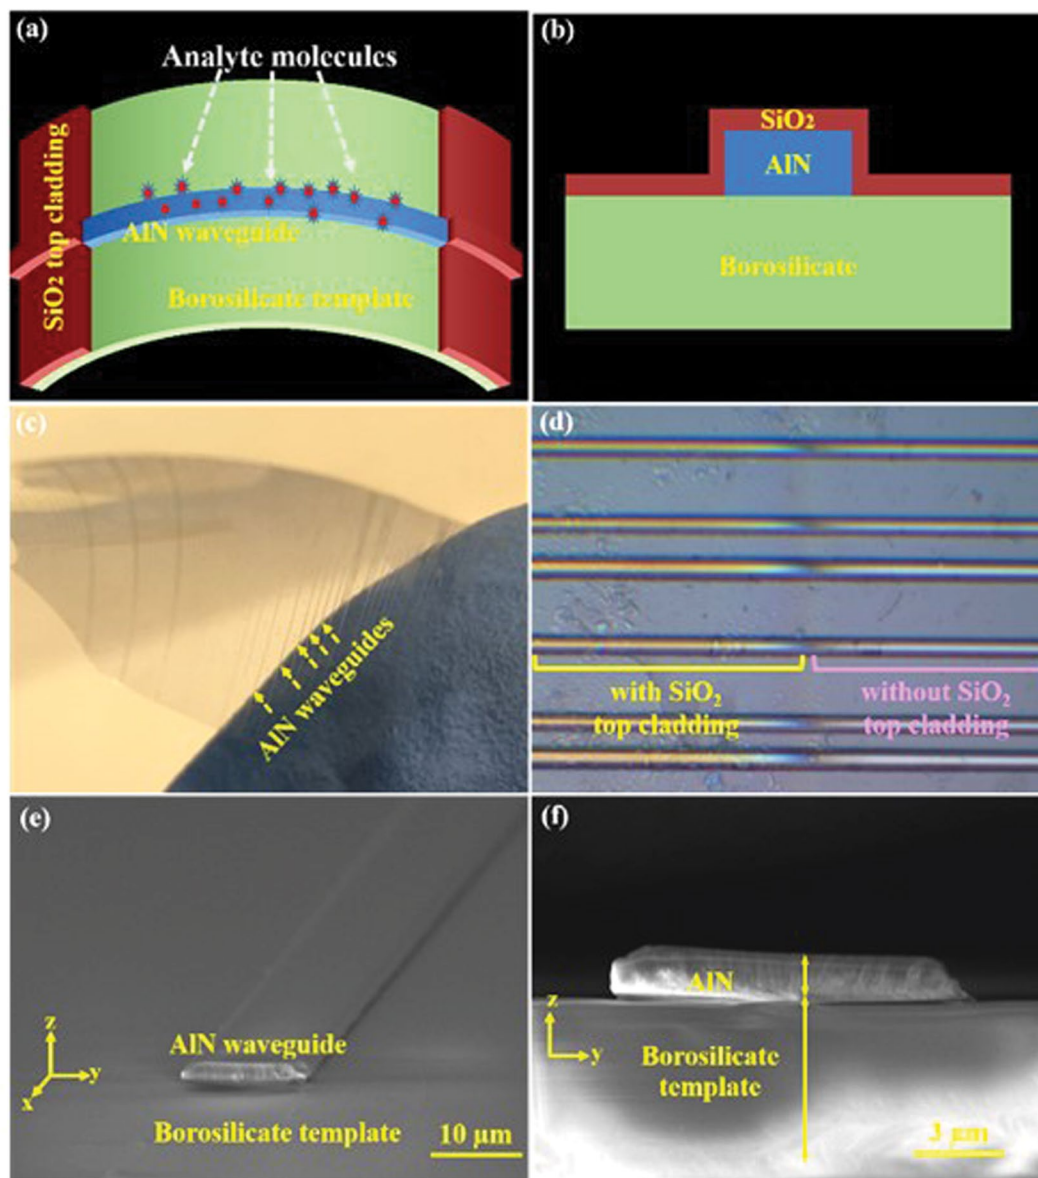 (a)
Analyte molecules
SiO₂ top cladding
AlN waveguide
Borosilicate template
(b)
SiO₂
AlN
Borosilicate
(c)
AlN waveguides
(d)
with SiO₂
top cladding
without SiO₂
top cladding
(e)
z
y
x
AlN waveguide
Borosilicate template
10 μm
(f)
AlN
z
y
Borosilicate
template
3 μm